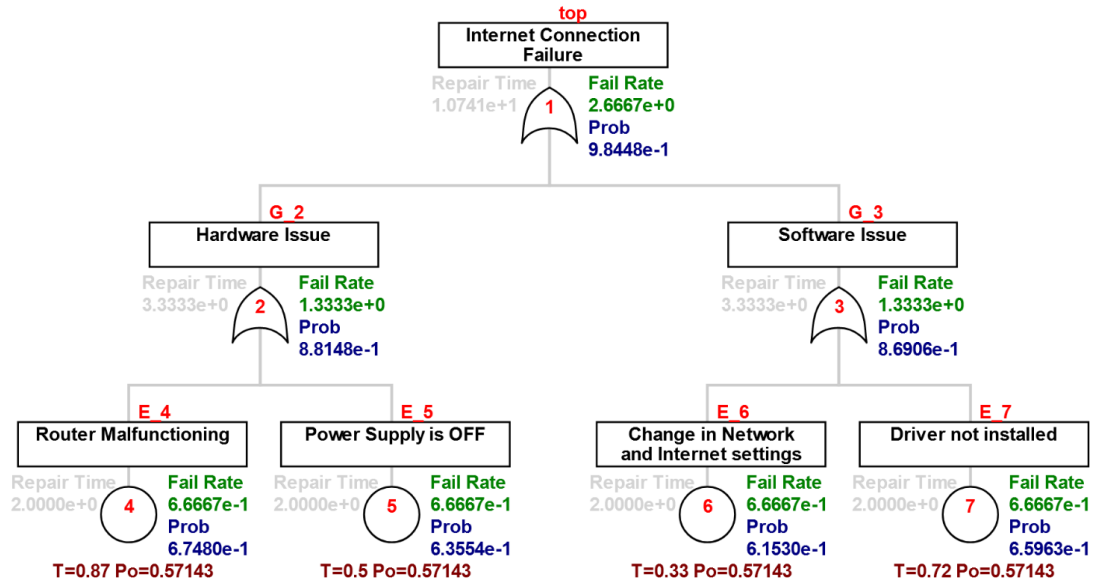 top
Internet Connection
Failure
Repair Time
1.0741e+1
1
Fail Rate
2.6667e+0
Prob
9.8448e-1
G_2
Hardware Issue
Repair Time
3.3333e+0
2
Fail Rate
1.3333e+0
Prob
8.8148e-1
G_3
Software Issue
Repair Time
3.3333e+0
3
Fail Rate
1.3333e+0
Prob
8.6906e-1
E_4
Router Malfunctioning
Repair Time
2.0000e+0
4
Fail Rate
6.6667e-1
Prob
6.7480e-1
T=0.87 Po=0.57143
E_5
Power Supply is OFF
Repair Time
2.0000e+0
5
Fail Rate
6.6667e-1
Prob
6.3554e-1
T=0.5 Po=0.57143
E_6
Change in Network
and Internet settings
Repair Time
2.0000e+0
6
Fail Rate
6.6667e-1
Prob
6.1530e-1
T=0.33 Po=0.57143
E_7
Driver not installed
Repair Time
2.0000e+0
7
Fail Rate
6.6667e-1
Prob
6.5963e-1
T=0.72 Po=0.57143